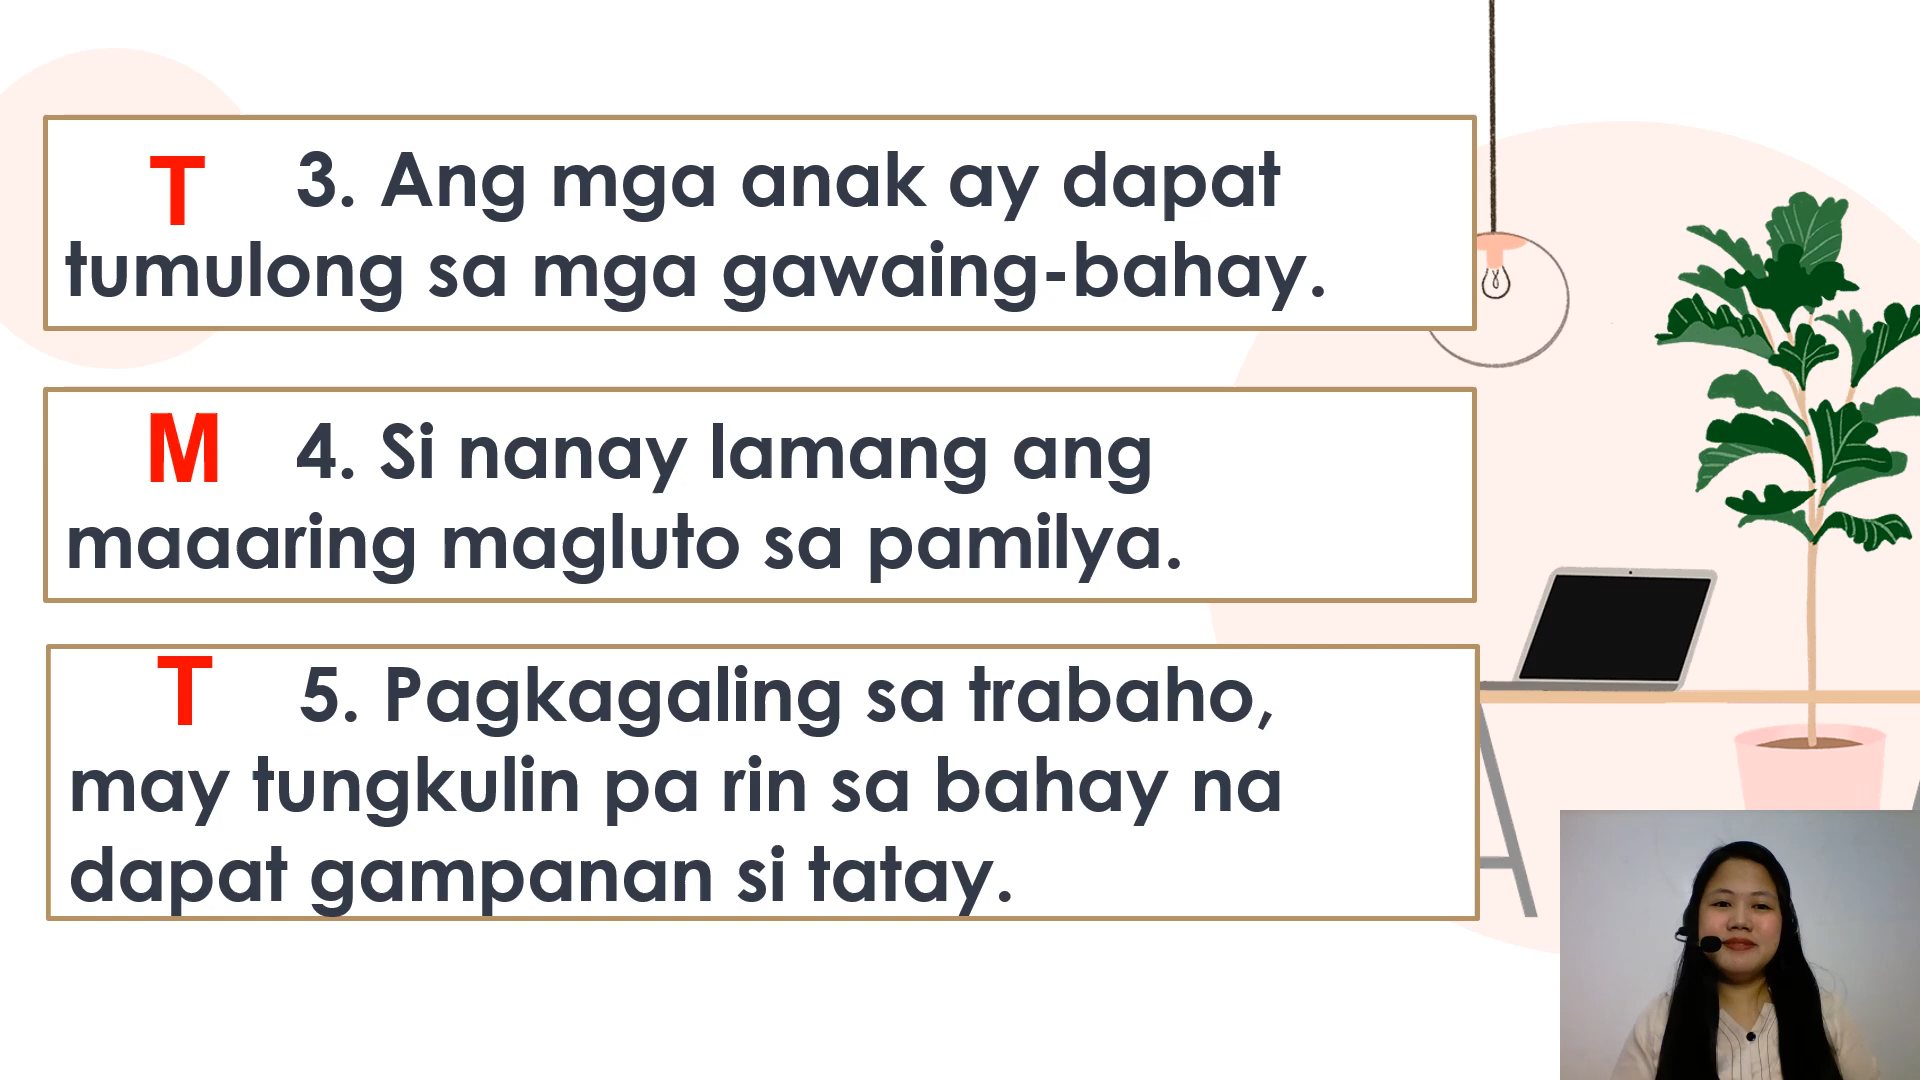 T 3. Ang mga anak ay dapat
tumulong sa mga gawaing-bahay.
M 4. Si nanay lamang ang
maaaring magluto sa pamilya.
T 5. Pagkagaling sa trabaho,
may tungkulin pa rin sa bahay na
dapat gampanan si tatay.